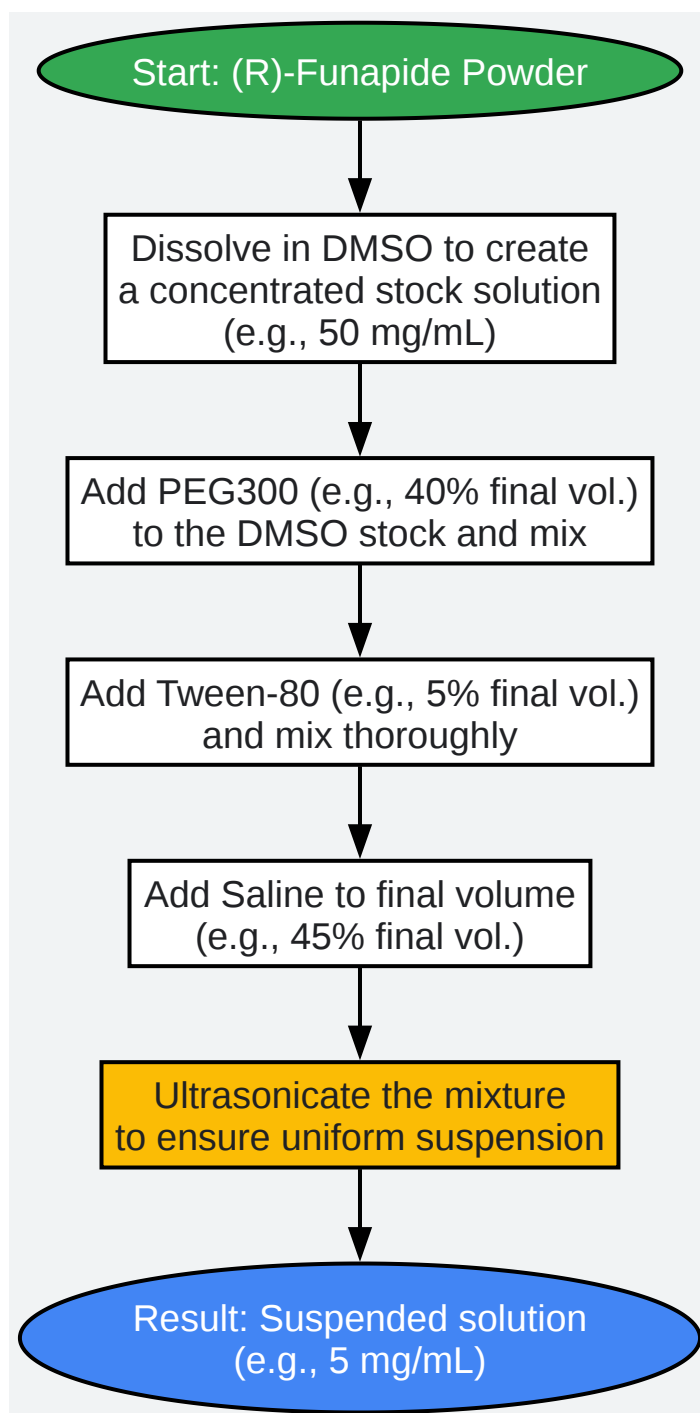 Start: (R)-Funapide Powder
Dissolve in DMSO to create
a concentrated stock solution
(e.g., 50 mg/mL)
Add PEG300 (e.g., 40% final vol.)
to the DMSO stock and mix
Add Tween-80 (e.g., 5% final vol.)
and mix thoroughly
Add Saline to final volume
(e.g., 45% final vol.)
Ultrasonicate the mixture
to ensure uniform suspension
Result: Suspended solution
(e.g., 5 mg/mL)